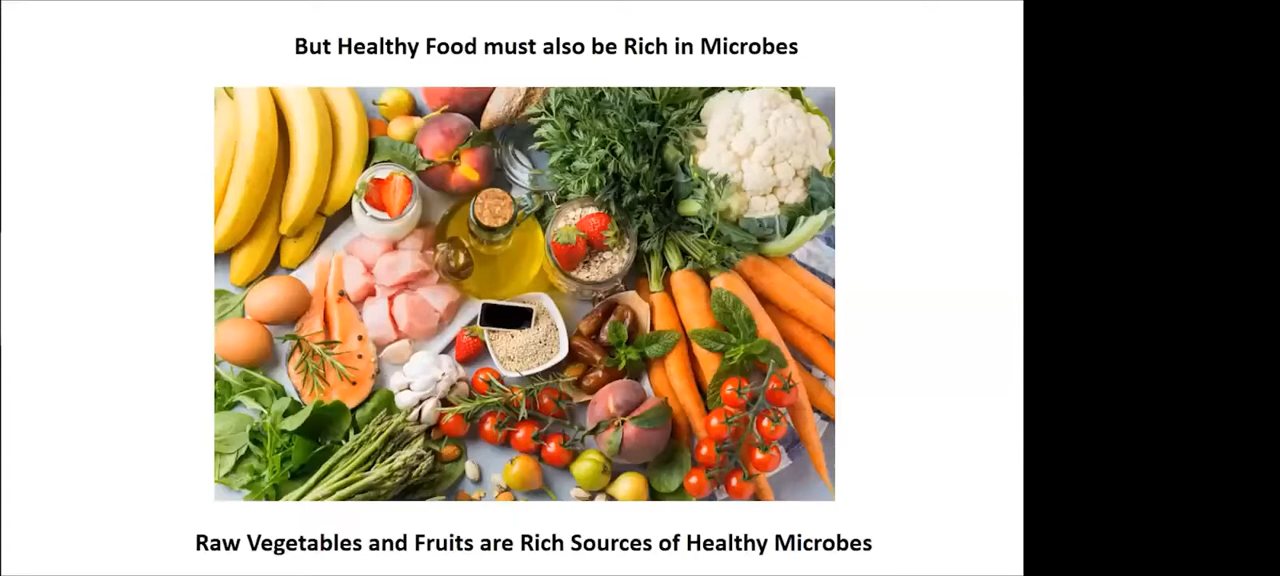 But Healthy Food must also be Rich in Microbes
Raw Vegetables and Fruits are Rich Sources of Healthy Microbes